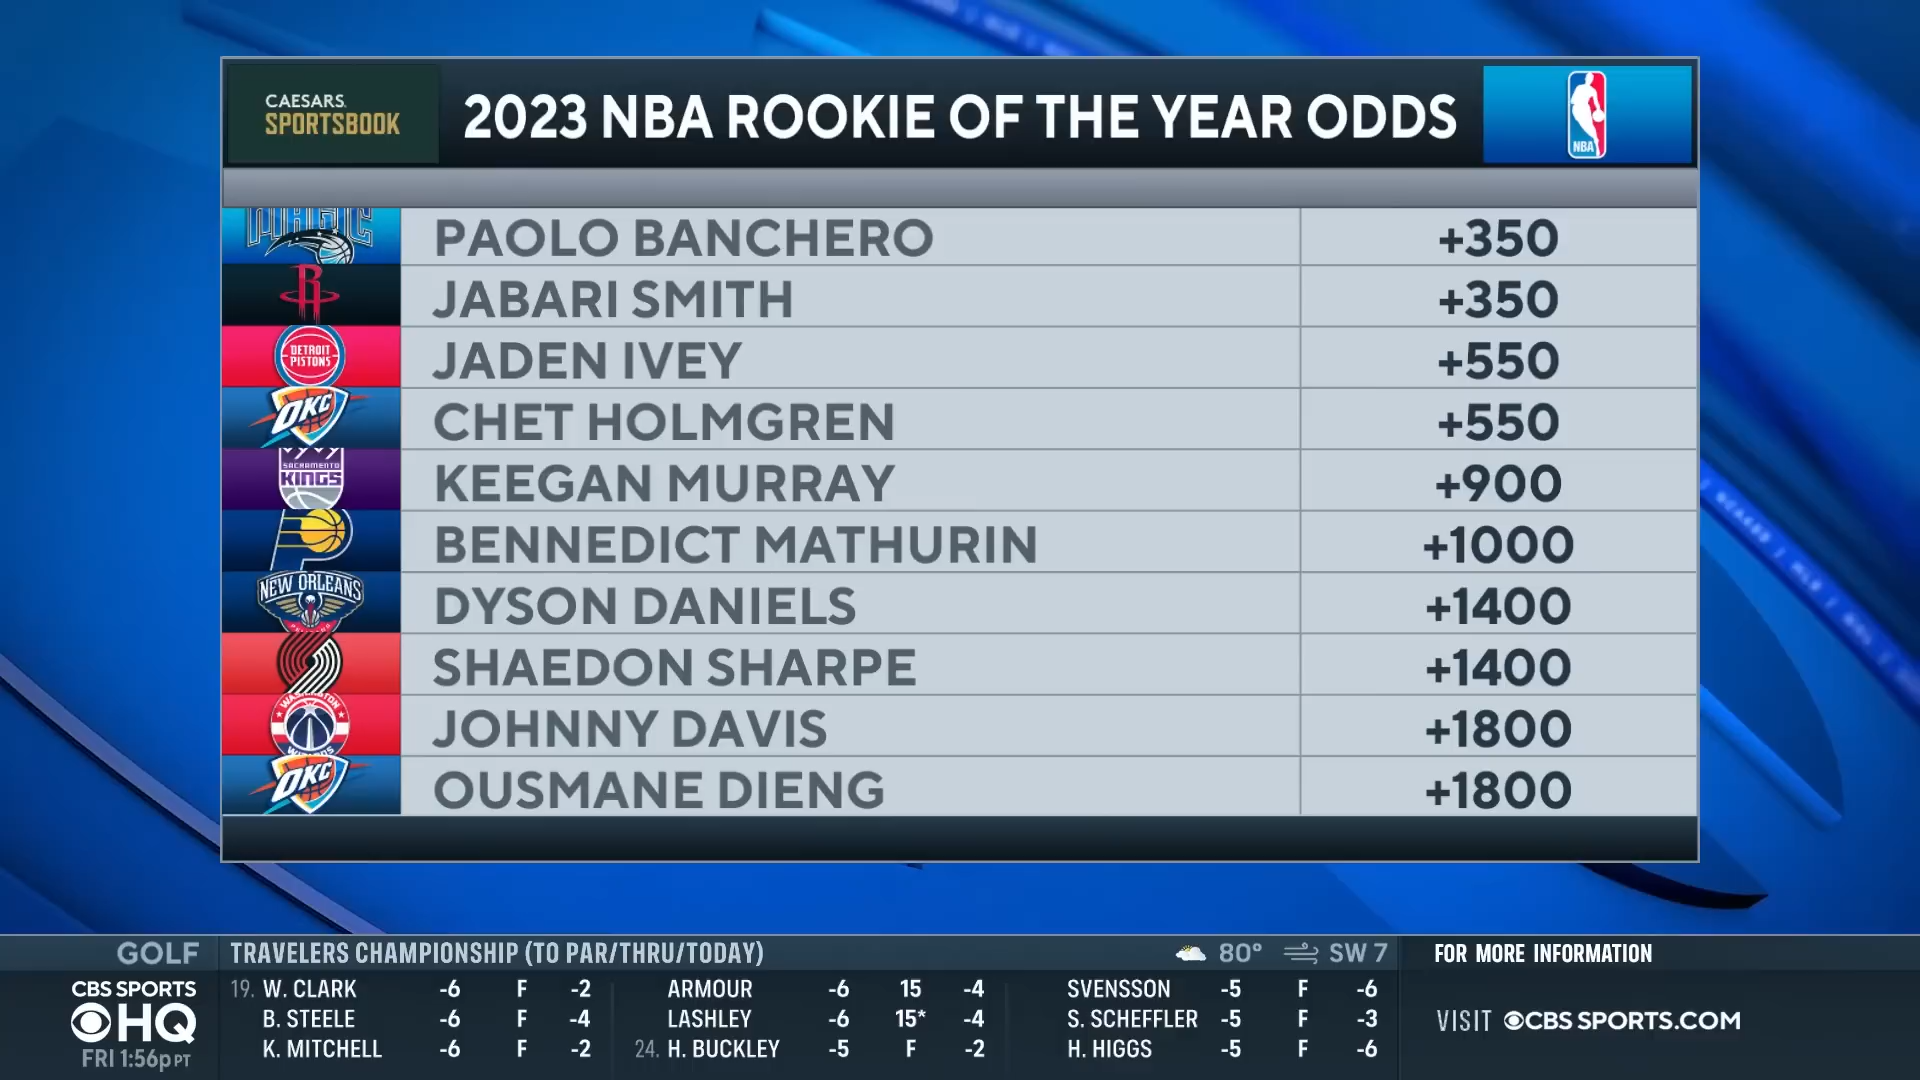 CAESARS
SPORTSBOOK
2023 NBA ROOKIE OF THE YEAR ODDS
NBA
MAGIC
PAOLO BANCHERO +350
R
JABARI SMITH +350
DETROIT
PISTONS
JADEN IVEY +550
OKC
CHET HOLMGREN +550
SACRAMENTO
KINGS
KEEGAN MURRAY +900
BENNEDICT MATHURIN +1000
NEW ORLEANS
DYSON DANIELS +1400
SHAEDON SHARPE +1400
WASHINGTON
WIZARDS
JOHNNY DAVIS +1800
OKC
OUSMANE DIENG +1800
GOLF TRAVELERS CHAMPIONSHIP (TO PAR/THRU/TODAY) 80° SW 7 FOR MORE INFORMATION
CBS SPORTS
HQ
FRI 1:56p PT
19. W. CLARK -6 F -2 ARMOUR -6 15 -4 SVENSSON -5 F -6
B. STEELE -6 F -4 LASHLEY -6 15* -4 S. SCHEFFLER -5 F -3
K. MITCHELL -6 F -2 24. H. BUCKLEY -5 F -2 H. HIGGS -5 F -6
VISIT CBS SPORTS.COM